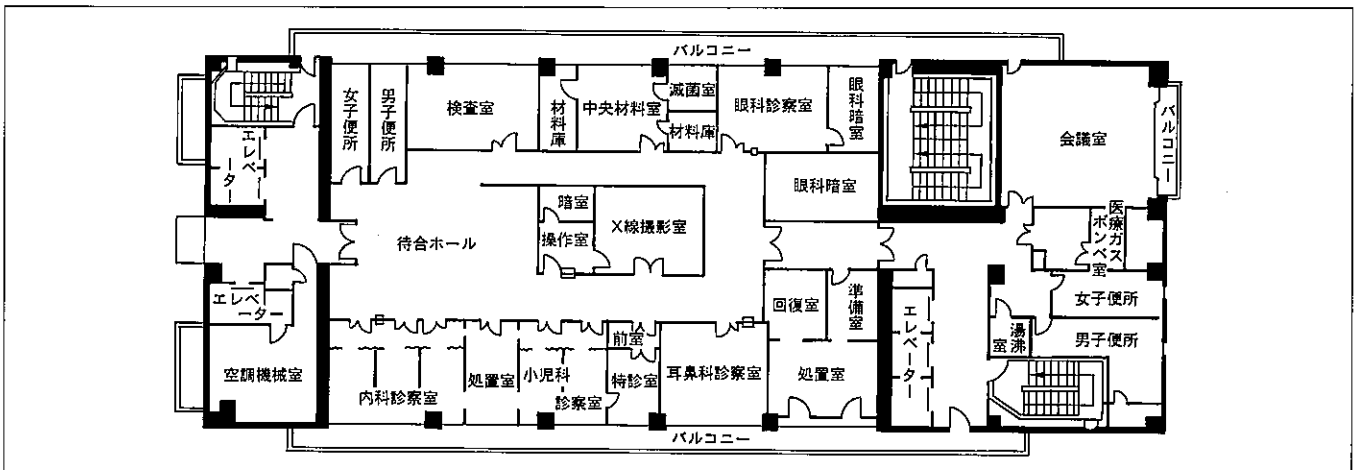 バルコニー
女子便所
男子便所
検査室
材料庫
中央材料室
滅菌室
材料庫
眼科診察室
眼科暗室
会議室
バルコニー
エレベーター
眼科暗室
暗室
操作室
X線撮影室
待合ホール
医療ガス
ボンベ室
エレベーター
回復室
準備室
女子便所
エレベーター
湯沸室
男子便所
空調機械室
内科診察室
処置室
小児科
診察室
前室
特診室
耳鼻科診察室
処置室
バルコニー